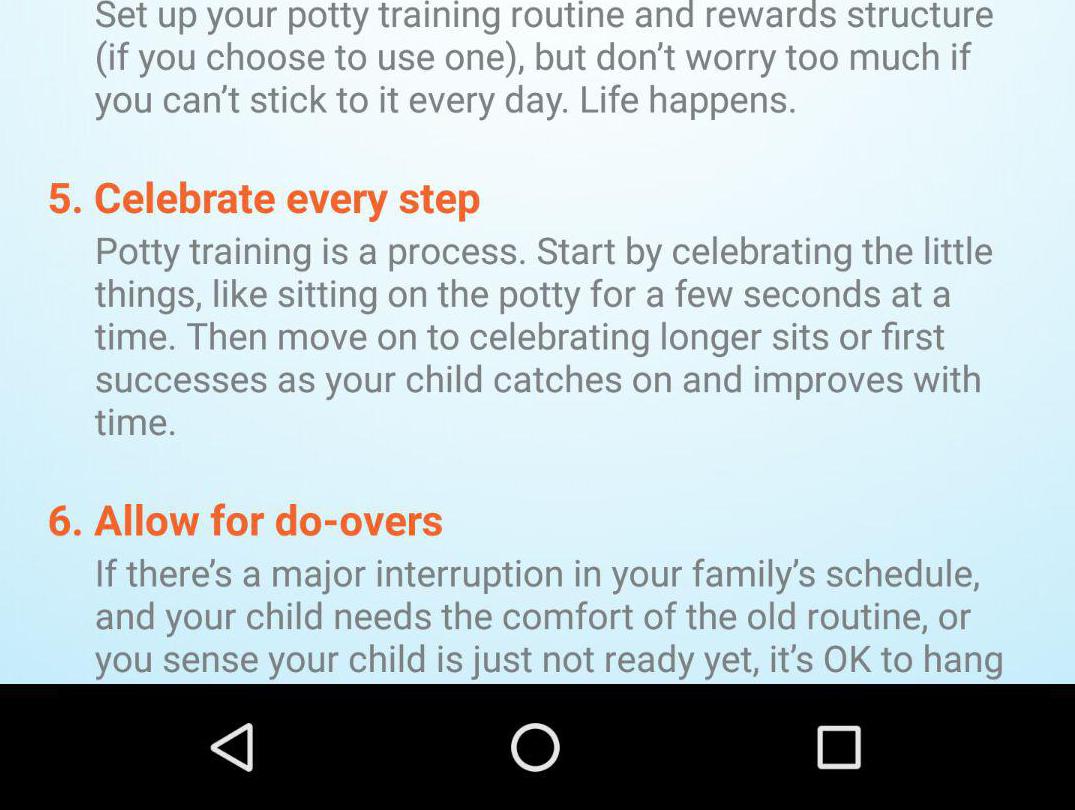 Set up your potty training routine and rewards structure
(if you choose to use one), but don’t worry too much if
you can’t stick to it every day. Life happens.
5. Celebrate every step
Potty training is a process. Start by celebrating the little
things, like sitting on the potty for a few seconds at a
time. Then move on to celebrating longer sits or first
successes as your child catches on and improves with
time.
6. Allow for do-overs
If there’s a major interruption in your family’s schedule,
and your child needs the comfort of the old routine, or
you sense your child is just not ready yet, it’s OK to hang